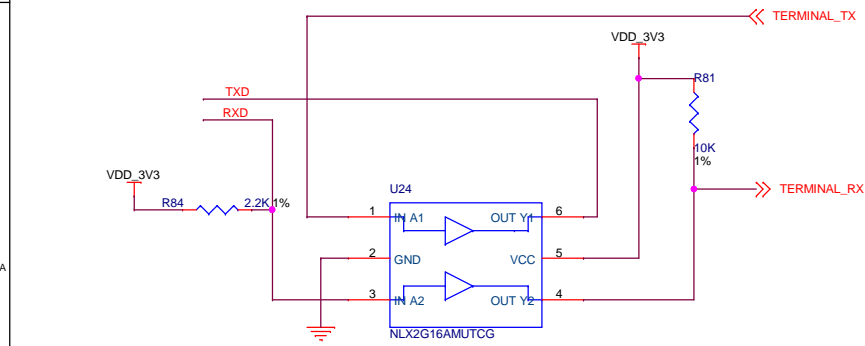 TERMINAL_TX
VDD_3V3
R81
TXD
RXD
10K
1%
VDD_3V3
TERMINAL_RX
R84
2.2K
1%
U24
1
IN A1
OUT Y1
6
2
GND
VCC
5
3
IN A2
OUT Y2
4
NLX2G16AMUTCG
A